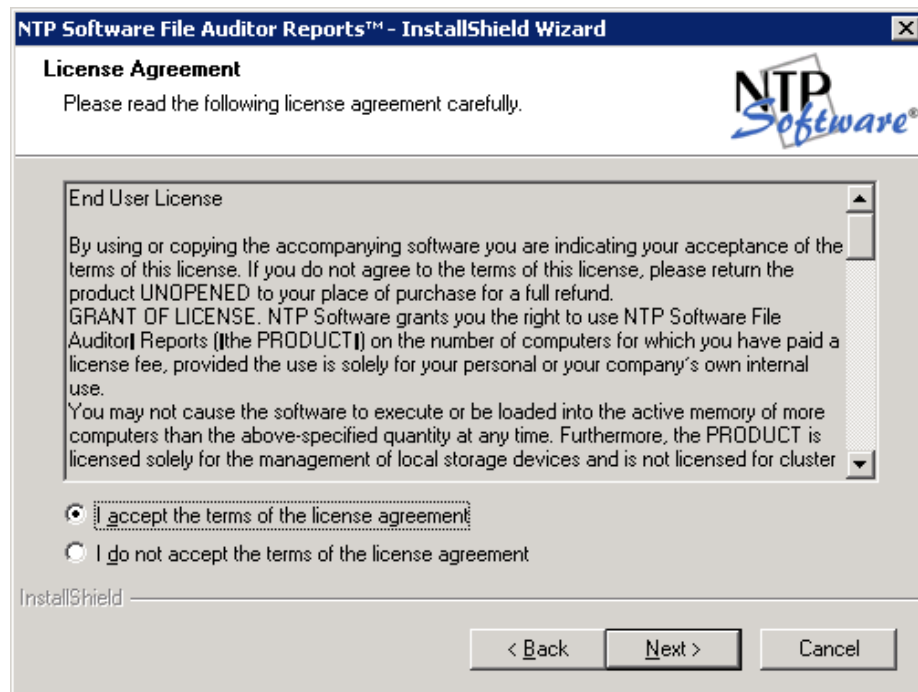 NTP Software File Auditor Reports™ - InstallShield Wizard
License Agreement
Please read the following license agreement carefully.
NTP
Software®
End User License
By using or copying the accompanying software you are indicating your acceptance of the
terms of this license. If you do not agree to the terms of this license, please return the
product UNOPENED to your place of purchase for a full refund.
GRANT OF LICENSE. NTP Software grants you the right to use NTP Software File
Auditor Reports (the PRODUCT) on the number of computers for which you have paid a
license fee, provided the use is solely for your personal or your company's own internal
use.
You may not cause the software to execute or be loaded into the active memory of more
computers than the above-specified quantity at any time. Furthermore, the PRODUCT is
licensed solely for the management of local storage devices and is not licensed for cluster
I accept the terms of the license agreement
I do not accept the terms of the license agreement
InstallShield
< Back
Next >
Cancel